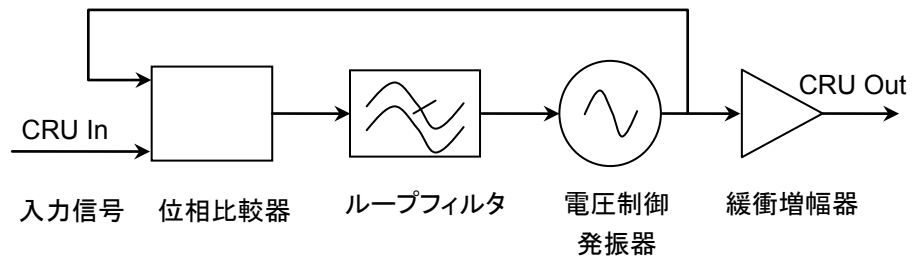 CRU Out
CRU In
入力信号
位相比較器
ループフィルタ
電圧制御
発振器
緩衝増幅器